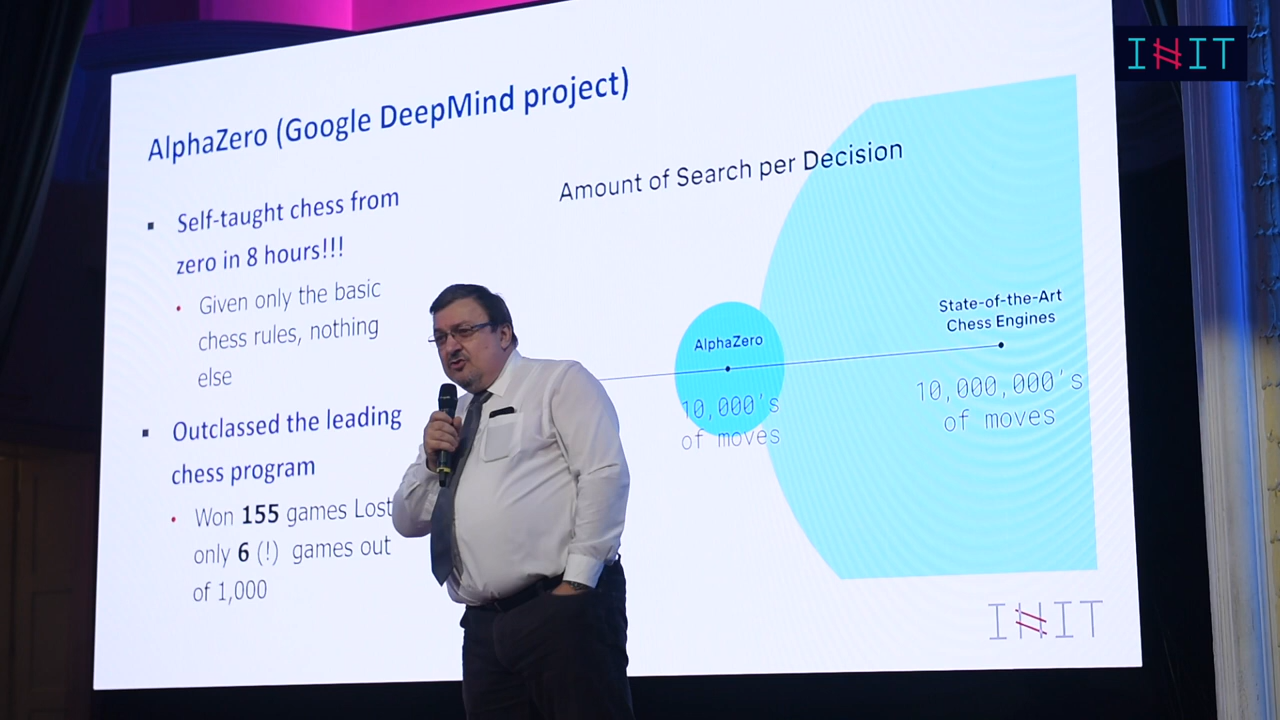 INIT
AlphaZero (Google DeepMind project)
▪ Self-taught chess from
zero in 8 hours!!!
• Given only the basic
chess rules, nothing
else
▪ Outclassed the leading
chess program
• Won 155 games Lost
only 6 (!) games out
of 1,000
Amount of Search per Decision
AlphaZero
10,000's
of moves
State-of-the-Art
Chess Engines
10,000,000's
of moves
INIT